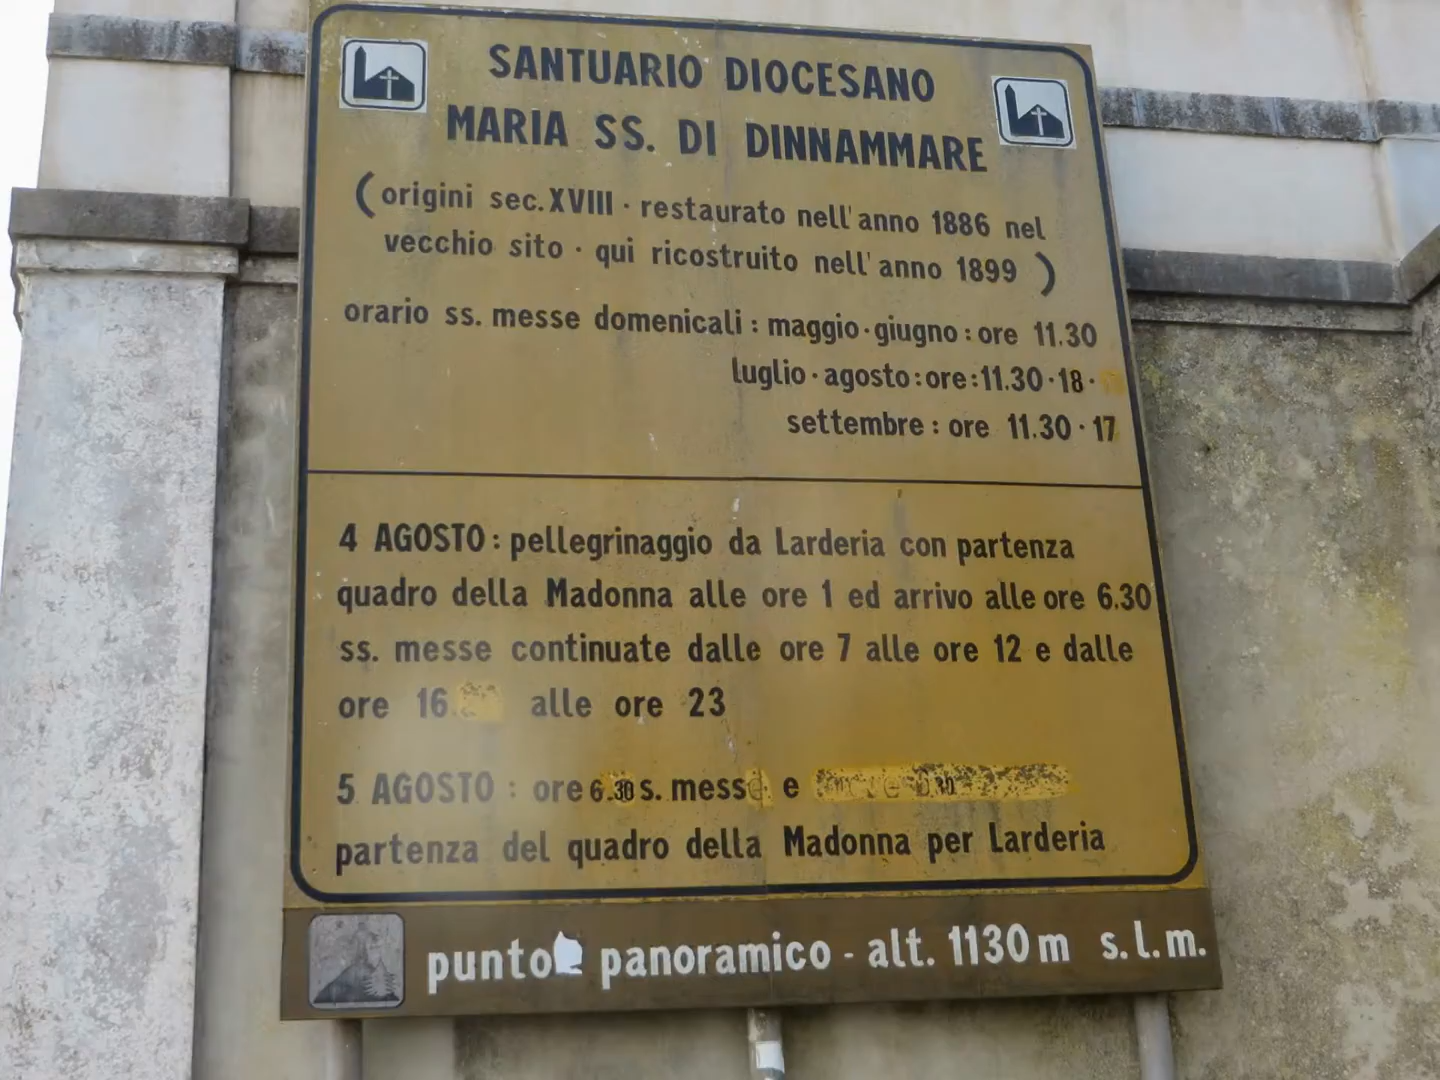 SANTUARIO DIOCESANO
MARIA SS. DI DINNAMMARE
(origini sec. XVIII · restaurato nell'anno 1886 nel
vecchio sito · qui ricostruito nell'anno 1899)
orario ss. messe domenicali : maggio · giugno : ore 11.30
luglio · agosto : ore : 11.30 · 18 ·
settembre : ore 11.30 · 17
4 AGOSTO : pellegrinaggio da Larderia con partenza
quadro della Madonna alle ore 1 ed arrivo alle ore 6.30
ss. messe continuate dalle ore 7 alle ore 12 e dalle
ore 16 alle ore 23
5 AGOSTO : ore 6.30 s. messe e
partenza del quadro della Madonna per Larderia
punto panoramico - alt. 1130 m s.l.m.